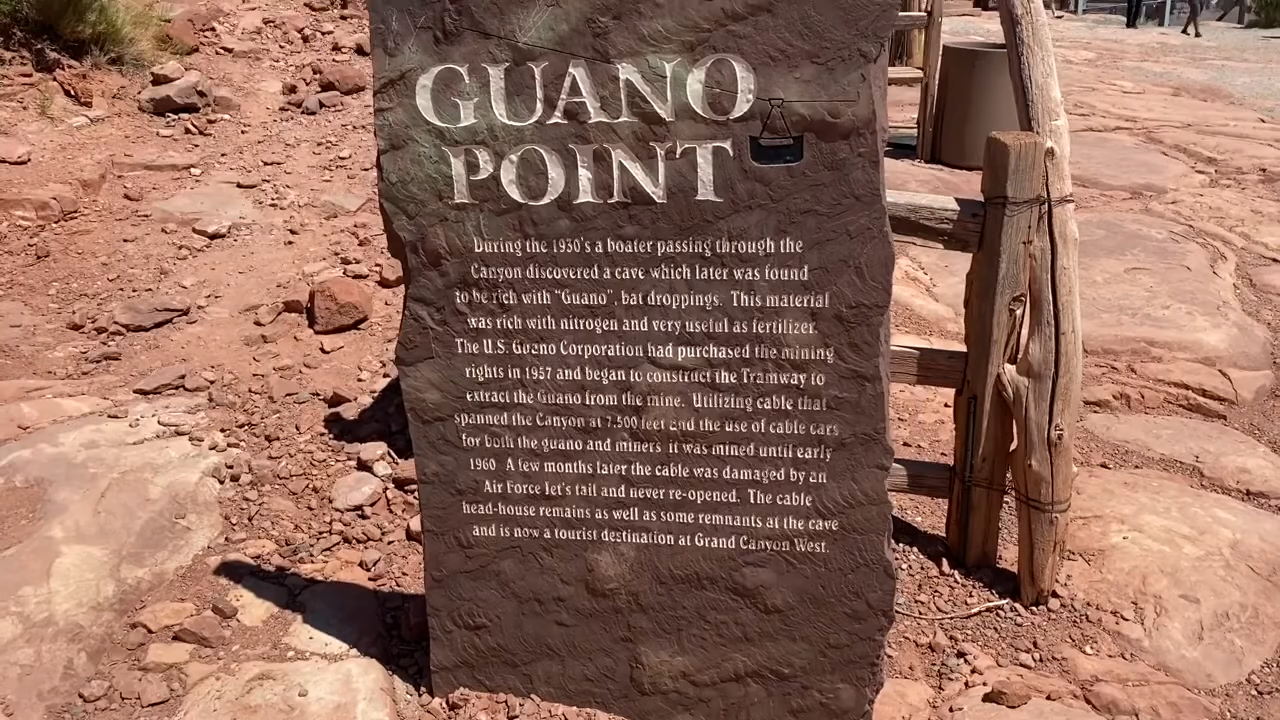 GUANO
POINT
During the 1930's a boater passing through the
Canyon discovered a cave which later was found
to be rich with "Guano", bat droppings. This material
was rich with nitrogen and very useful as fertilizer.
The U.S. Guano Corporation had purchased the mining
rights in 1957 and began to construct the Tramway to
extract the Guano from the mine. Utilizing cable that
spanned the Canyon at 7,500 feet and the use of cable cars
for both the guano and miners it was mined until early
1960 A few months later the cable was damaged by an
Air Force Jet's tail and never re-opened. The cable
head-house remains as well as some remnants at the cave
and is now a tourist destination at Grand Canyon West.